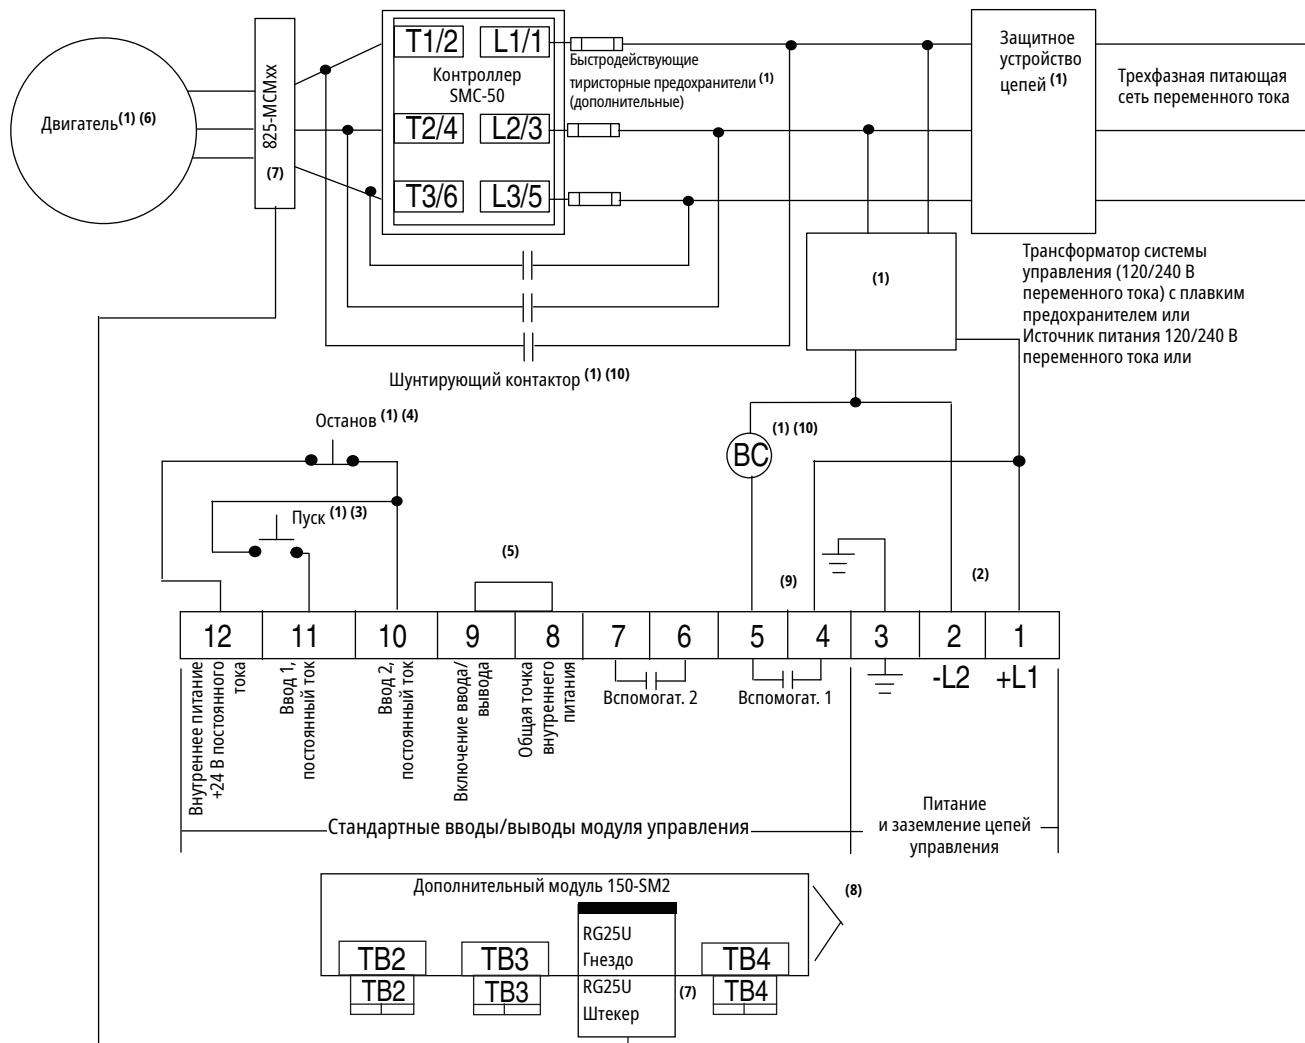 Двигатель(1) (6)
825-MCMxx
(7)
T1/2
L1/1
Контроллер
SMC-50
T2/4
L2/3
T3/6
L3/5
Быстродействующие
тиристорные предохранители (1)
(дополнительные)
Защитное
устройство
цепей (1)
Трехфазная питающая
сеть переменного тока
(1)
Трансформатор системы
управления (120/240 В
переменного тока) с плавким
предохранителем или
Источник питания 120/240 В
переменного тока или
Шунтирующий контактор (1) (10)
Останов (1) (4)
Пуск (1) (3)
(1) (10)
BC
(5)
(9)
(2)
12
11
10
9
8
7
6
5
4
3
2
1
Внутреннее питание
+24 В постоянного
тока
Ввод 1,
постоянный ток
Ввод 2,
постоянный ток
Включение ввода/
вывода
Общая точка
внутреннего
питания
Вспомогат. 2
Вспомогат. 1
-L2
+L1
Стандартные вводы/выводы модуля управления
Питание
и заземление цепей
управления
Дополнительный модуль 150-SM2
(8)
TB2
TB3
RG25U
Гнездо
TB4
TB2
TB3
RG25U
Штекер
(7)
TB4